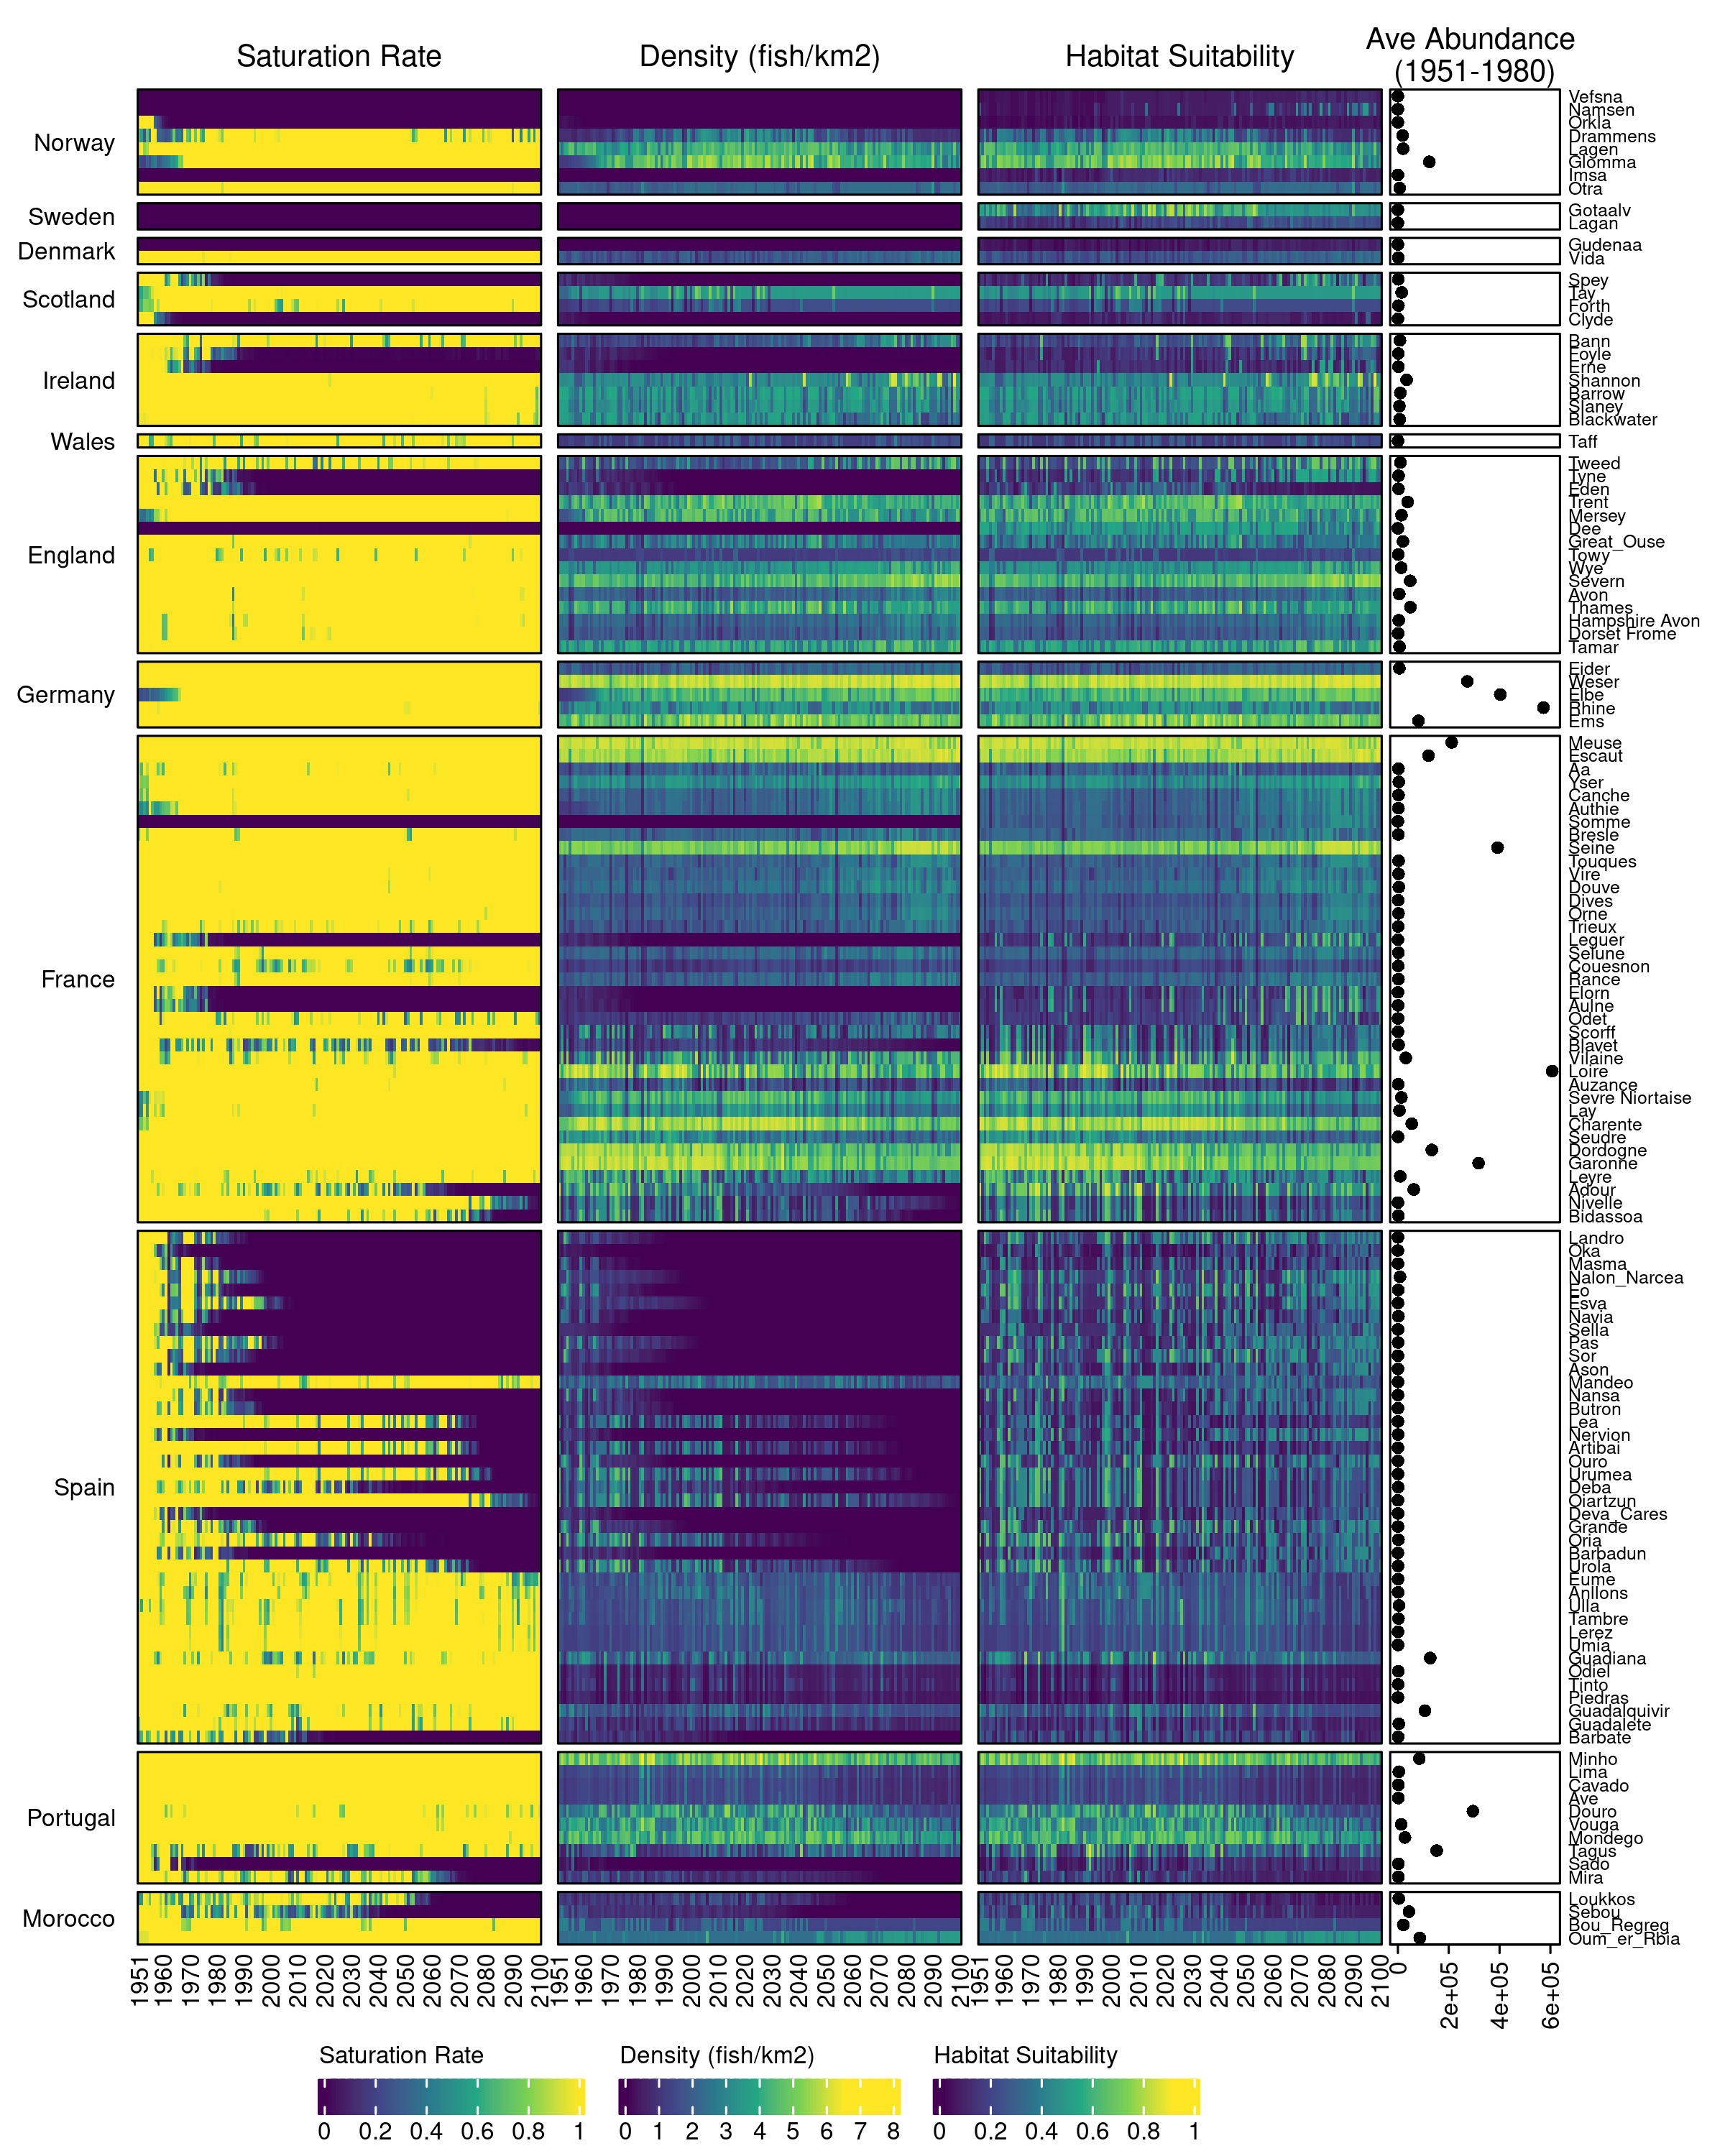 Saturation Rate
Density (fish/km2)
Habitat Suitability
Ave Abundance
(1951-1980)
Norway
Vefsna
Namsen
Orkla
Drammens
Lagen
Glomma
Imsa
Otra
Sweden
Gotaalv
Lagan
Denmark
Gudenaa
Vida
Scotland
Spey
Tay
Forth
Clyde
Ireland
Bann
Foyle
Erne
Shannon
Barrow
Slaney
Blackwater
Wales
Taff
England
Tweed
Tyne
Eden
Trent
Mersey
Dee
Great_Ouse
Towy
Wye
Severn
Avon
Thames
Hampshire Avon
Dorset Frome
Tamar
Germany
Eider
Weser
Elbe
Rhine
Ems
France
Meuse
Escaut
Aa
Yser
Canche
Authie
Somme
Bresle
Seine
Touques
Vire
Douve
Dives
Orne
Trieux
Leguer
Selune
Couesnon
Rance
Elorn
Aulne
Odet
Scorff
Blavet
Vilaine
Loire
Auzance
Sevre Niortaise
Lay
Charente
Seudre
Dordogne
Garonne
Leyre
Adour
Nivelle
Bidassoa
Spain
Landro
Oka
Masma
Nalon_Narcea
Eo
Esva
Navia
Sella
Pas
Sor
Ason
Mandeo
Nansa
Butron
Lea
Nervion
Artibai
Ouro
Urumea
Deba
Oiartzun
Deva_Cares
Grande
Oria
Barbadun
Urola
Eume
Anllons
Ulla
Tambre
Lerez
Umia
Guadiana
Odiel
Tinto
Piedras
Guadalquivir
Guadalete
Barbate
Portugal
Minho
Lima
Cavado
Ave
Douro
Vouga
Mondego
Tagus
Sado
Mira
Morocco
Loukkos
Sebou
Bou_Regreg
Oum_er_Rbia
1951 1960 1970 1980 1990 2000 2010 2020 2030 2040 2050 2060 2070 2080 2090 2100
1951 1960 1970 1980 1990 2000 2010 2020 2030 2040 2050 2060 2070 2080 2090 2100
1951 1960 1970 1980 1990 2000 2010 2020 2030 2040 2050 2060 2070 2080 2090 2100
0 2e+05 4e+05 6e+05
Saturation Rate
0 0.2 0.4 0.6 0.8 1
Density (fish/km2)
0 1 2 3 4 5 6 7 8
Habitat Suitability
0 0.2 0.4 0.6 0.8 1